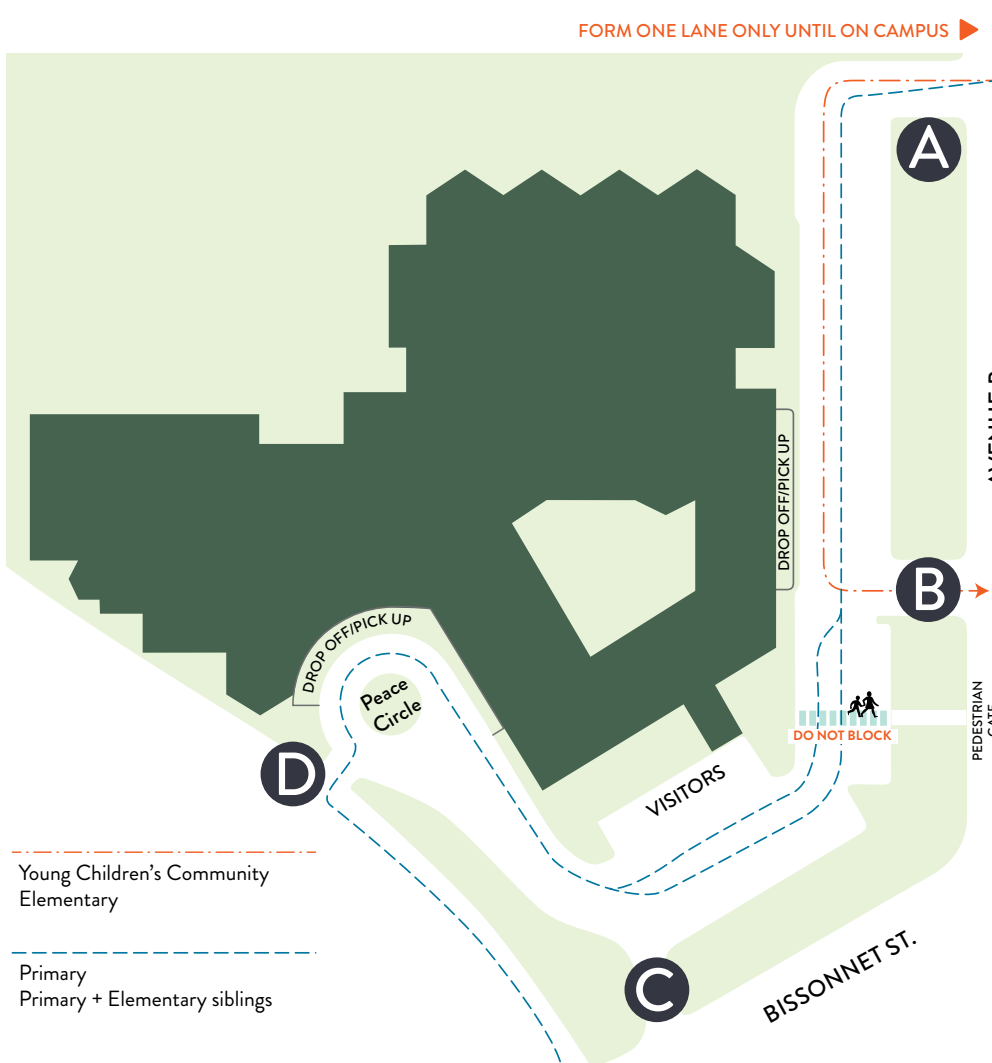 FORM ONE LANE ONLY UNTIL ON CAMPUS
A
DROP OFF/PICK UP
B
DROP OFF/PICK UP
Peace
Circle
PEDESTRIAN
DO NOT BLOCK
D
VISITORS
Young Children's Community
Elementary
C
BISSONNET ST.
Primary
Primary + Elementary siblings